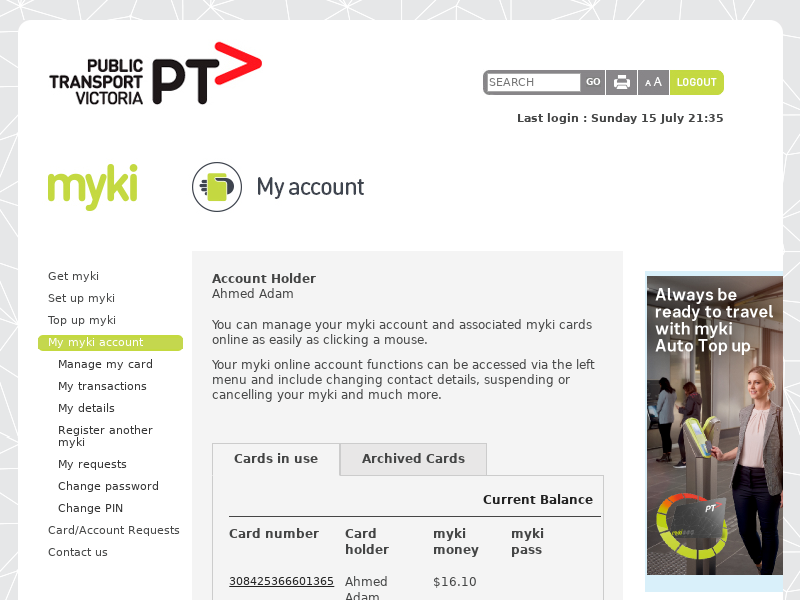 PUBLIC
TRANSPORT
VICTORIA
PT
SEARCH
GO
A A
LOGOUT
Last login : Sunday 15 July 21:35
myki
My account
Get myki
Set up myki
Top up myki
My myki account
Manage my card
My transactions
My details
Register another
myki
My requests
Change password
Change PIN
Card/Account Requests
Contact us
Account Holder
Ahmed Adam
You can manage your myki account and associated myki cards
online as easily as clicking a mouse.
Your myki online account functions can be accessed via the left
menu and include changing contact details, suspending or
cancelling your myki and much more.
Cards in use
Archived Cards
Current Balance
Card number
Card
holder
myki
money
myki
pass
308425366601365
Ahmed
Adam
$16.10
Always be
ready to travel
with myki
Auto Top up
PT
myki